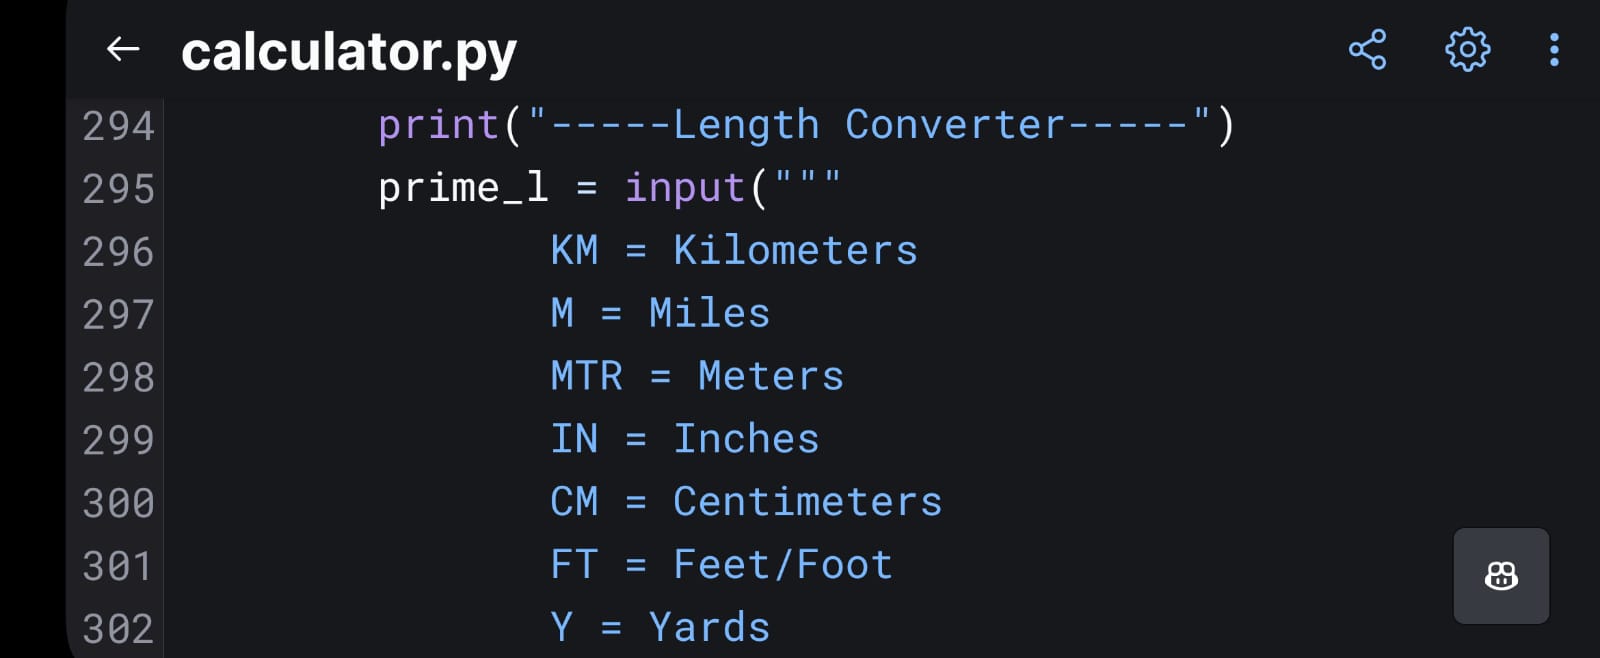 calculator.py
294 print("-----Length Converter-----")
295 prime_l = input("""
296 KM = Kilometers
297 M = Miles
298 MTR = Meters
299 IN = Inches
300 CM = Centimeters
301 FT = Feet/Foot
302 Y = Yards